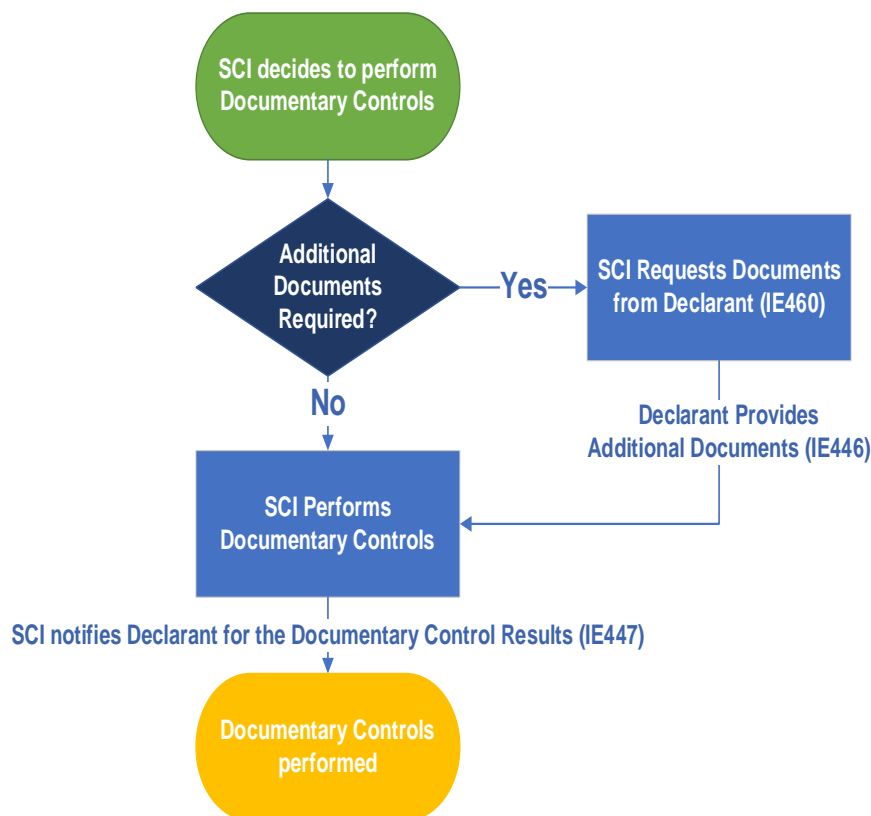 SCI decides to perform
Documentary Controls
Additional
Documents
Required?
Yes
SCI Requests Documents
from Declarant (IE460)
No
Declarant Provides
Additional Documents (IE446)
SCI Performs
Documentary Controls
SCI notifies Declarant for the Documentary Control Results (IE447)
Documentary Controls
performed